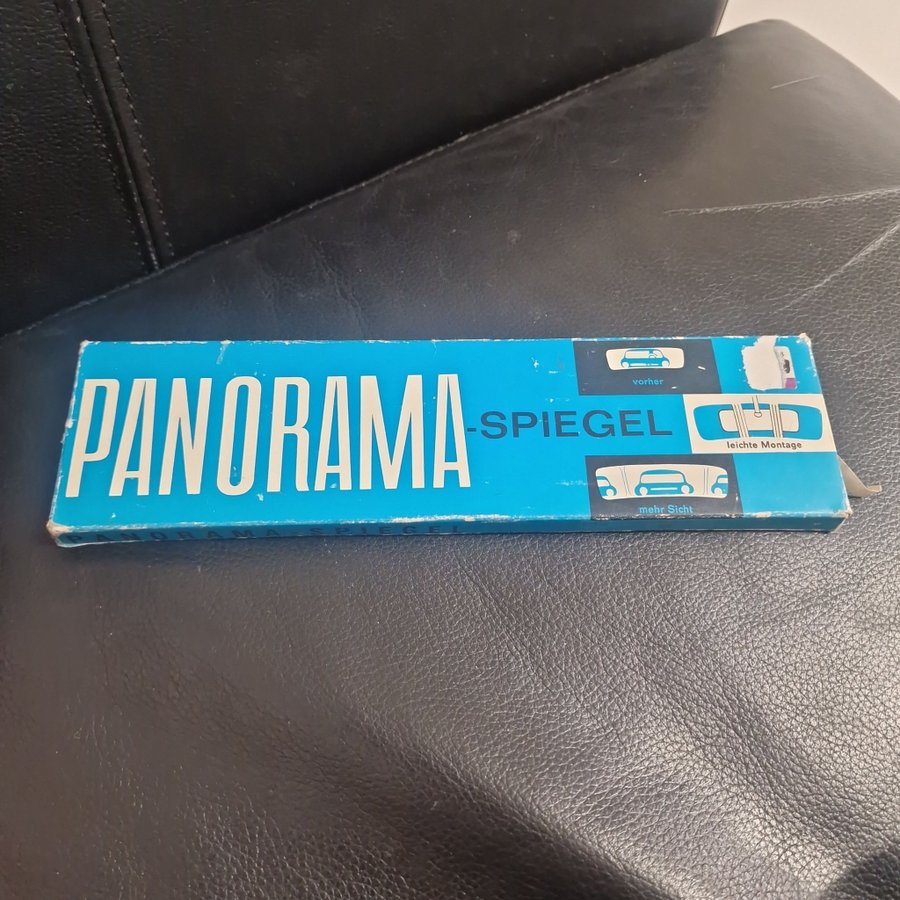 PANORAMA-SPIEGEL
vorher
leichte Montage
mehr Sicht
PANORAMA-SPIEGEL